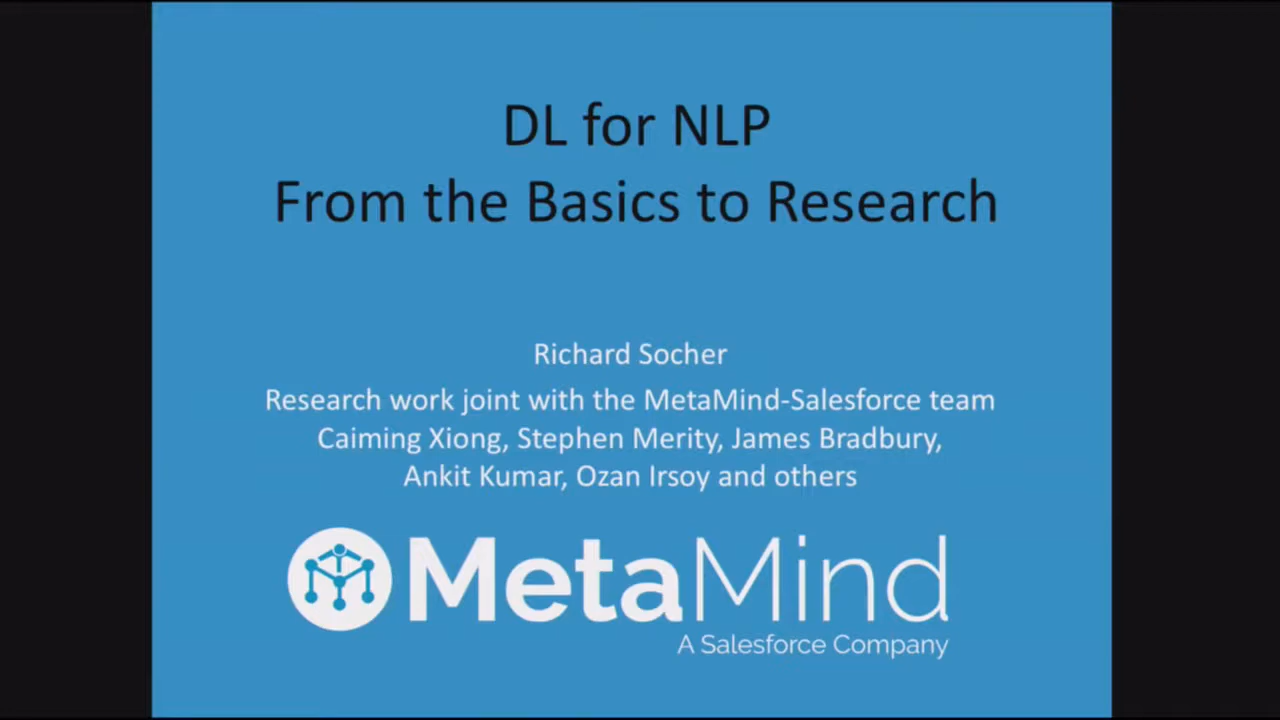 DL for NLP
From the Basics to Research
Richard Socher
Research work joint with the MetaMind-Salesforce team
Caiming Xiong, Stephen Merity, James Bradbury,
Ankit Kumar, Ozan Irsoy and others
MetaMind
A Salesforce Company